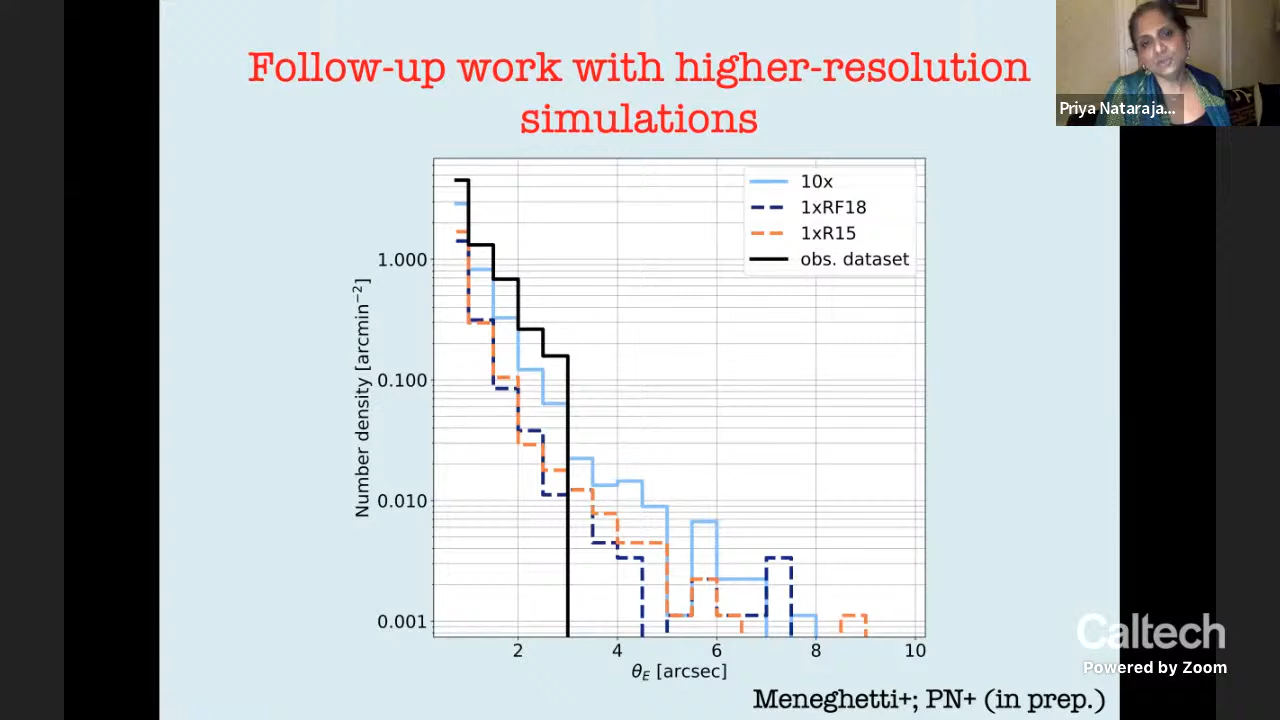 Follow-up work with higher-resolution
simulations
Priya Nataraja...
10x
1xRF18
1xR15
obs. dataset
Number density [arcmin⁻²]
1.000
0.100
0.010
0.001
2 4 6 8 10
θ_E [arcsec]
Caltech
Powered by Zoom
Meneghetti+; PN+ (in prep.)